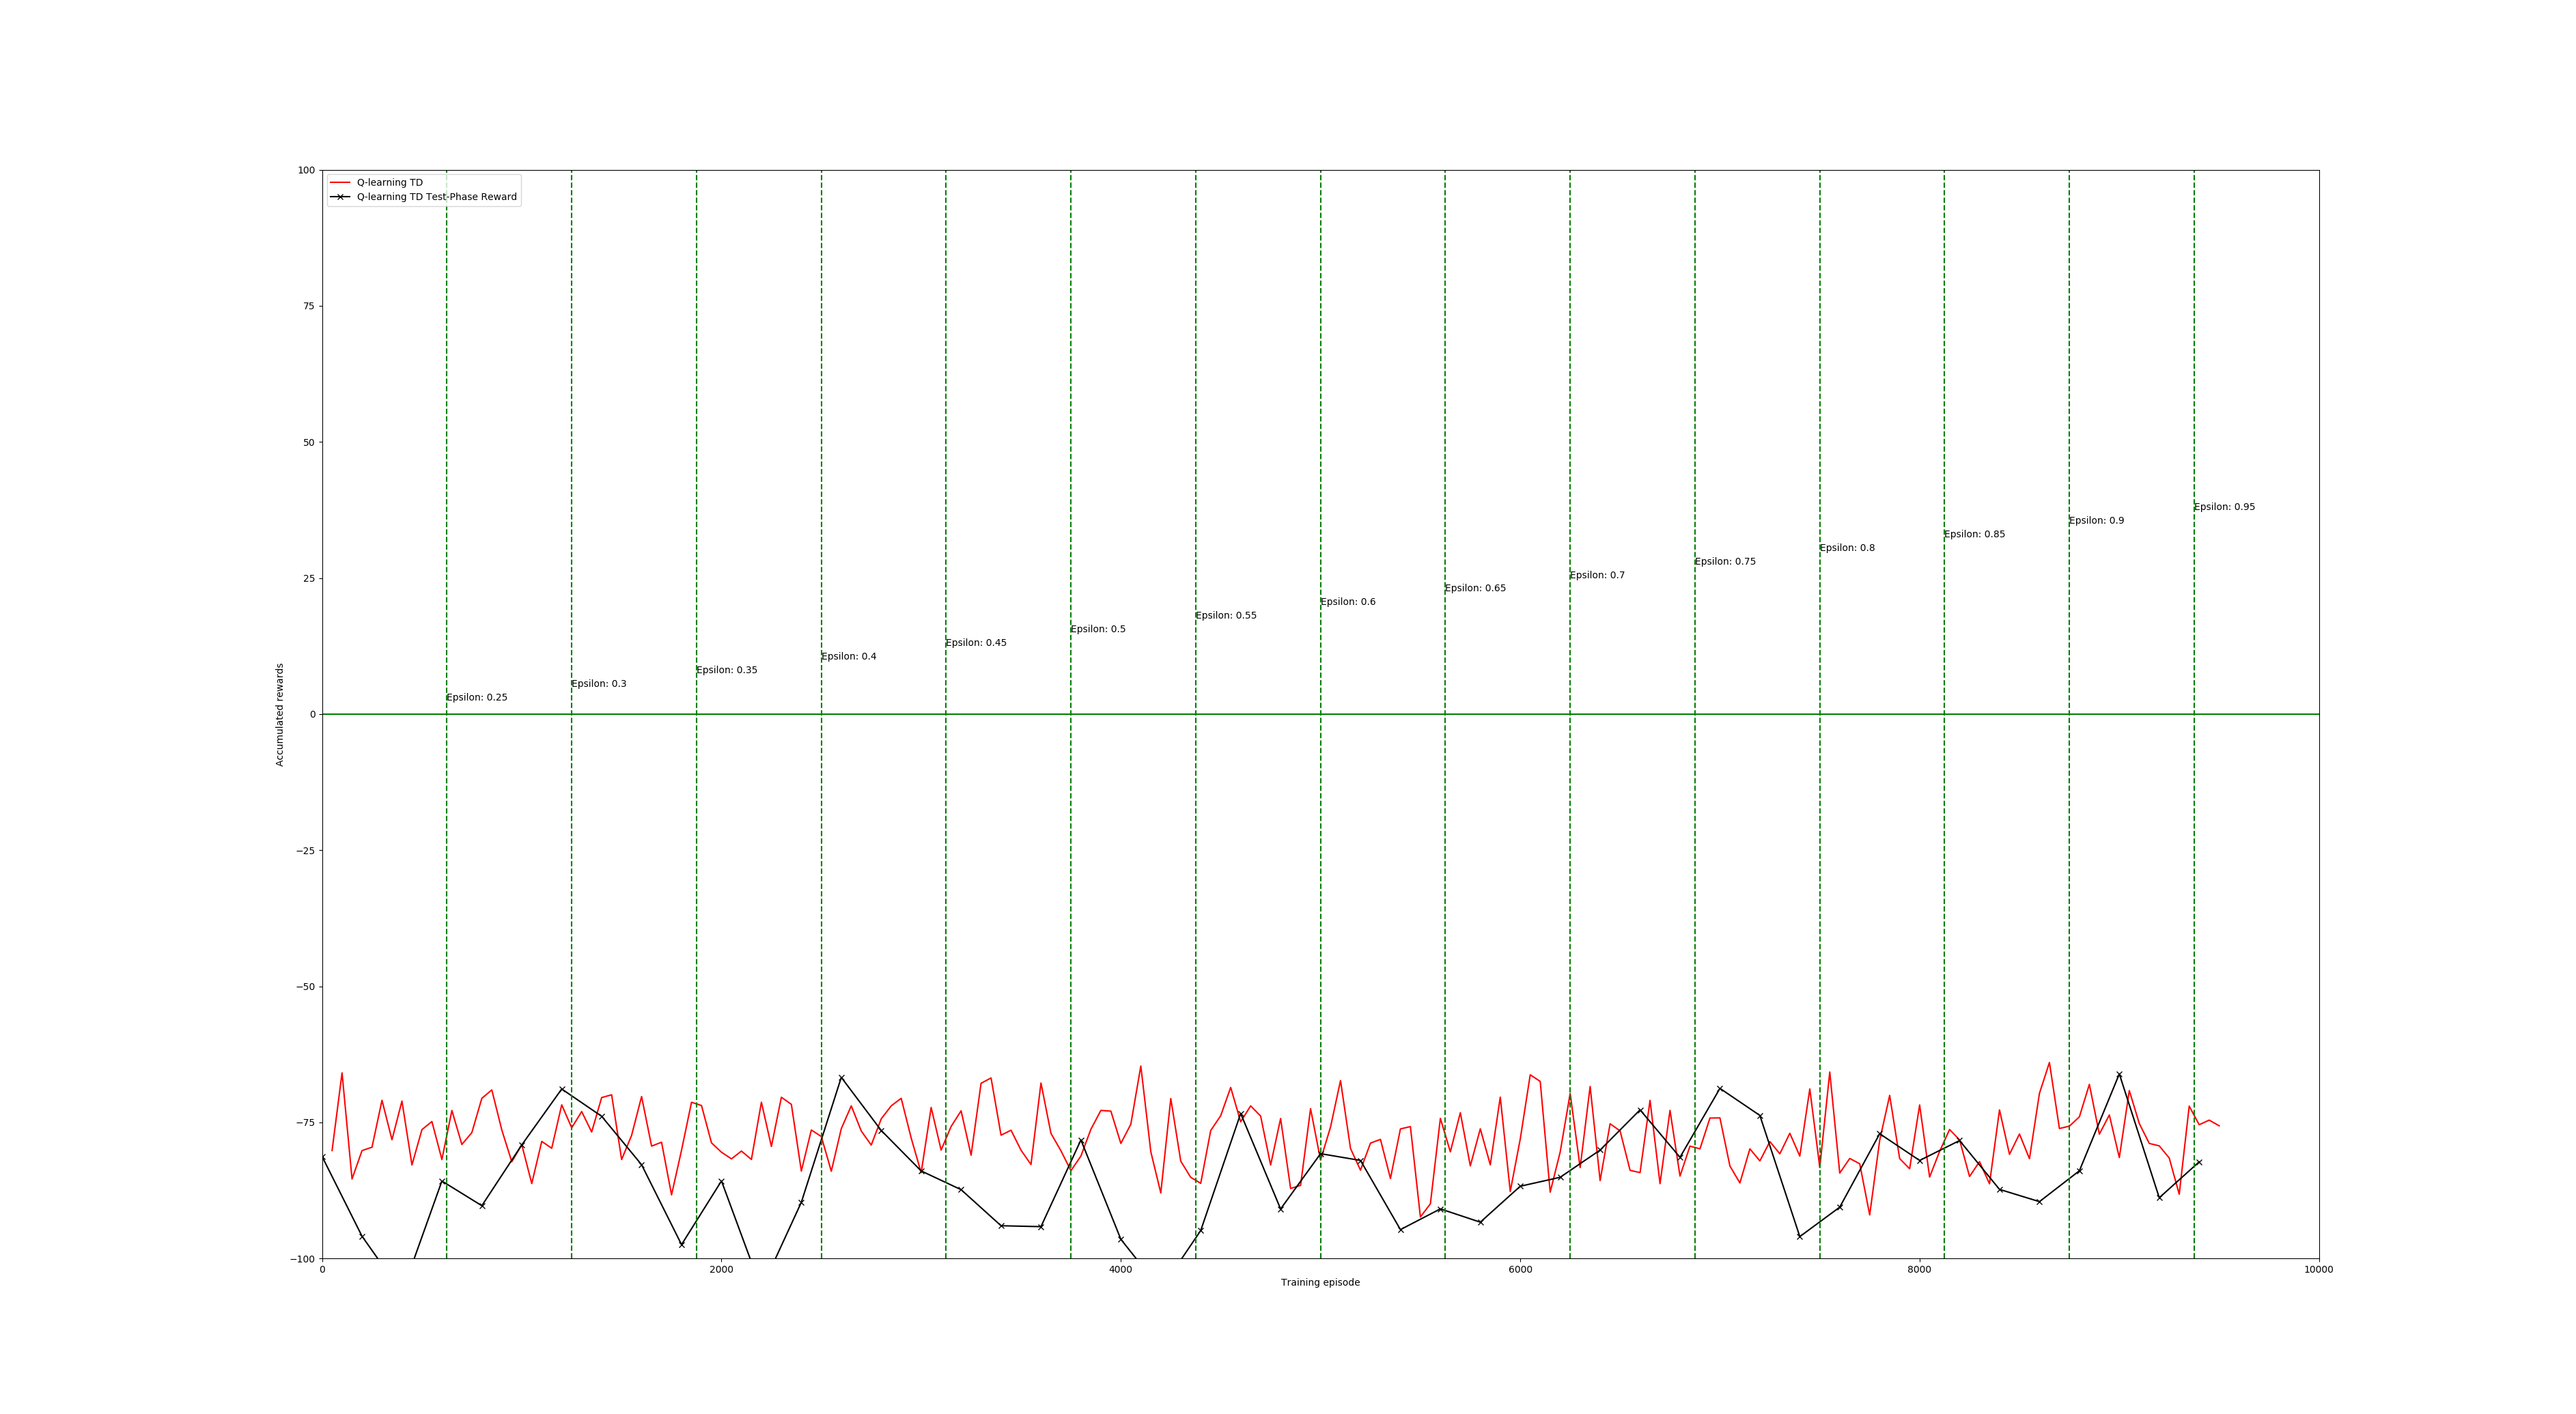 100
75
50
25
0
−25
−50
−75
−100
Accumulated rewards
Q-learning TD
Q-learning TD Test-Phase Reward
Epsilon: 0.25
Epsilon: 0.3
Epsilon: 0.35
Epsilon: 0.4
Epsilon: 0.45
Epsilon: 0.5
Epsilon: 0.55
Epsilon: 0.6
Epsilon: 0.65
Epsilon: 0.7
Epsilon: 0.75
Epsilon: 0.8
Epsilon: 0.85
Epsilon: 0.9
Epsilon: 0.95
0 2000 4000 6000 8000 10000
Training episode